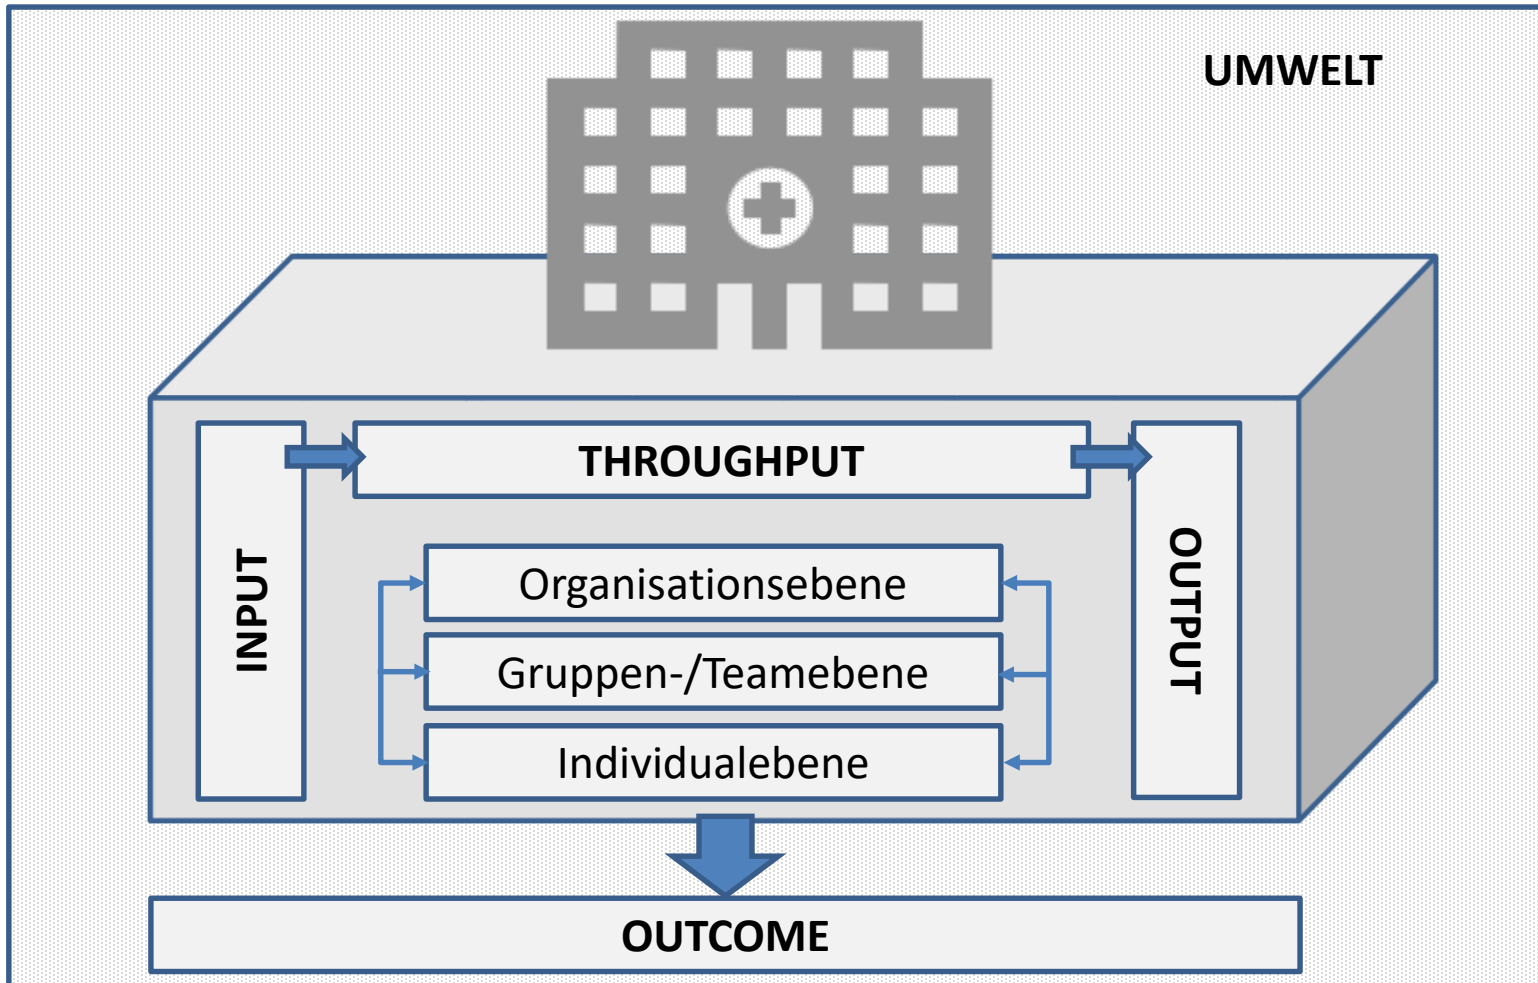 UMWELT
THROUGHPUT
INPUT
OUTPUT
Organisationsebene
Gruppen-/Teamebene
Individualebene
OUTCOME